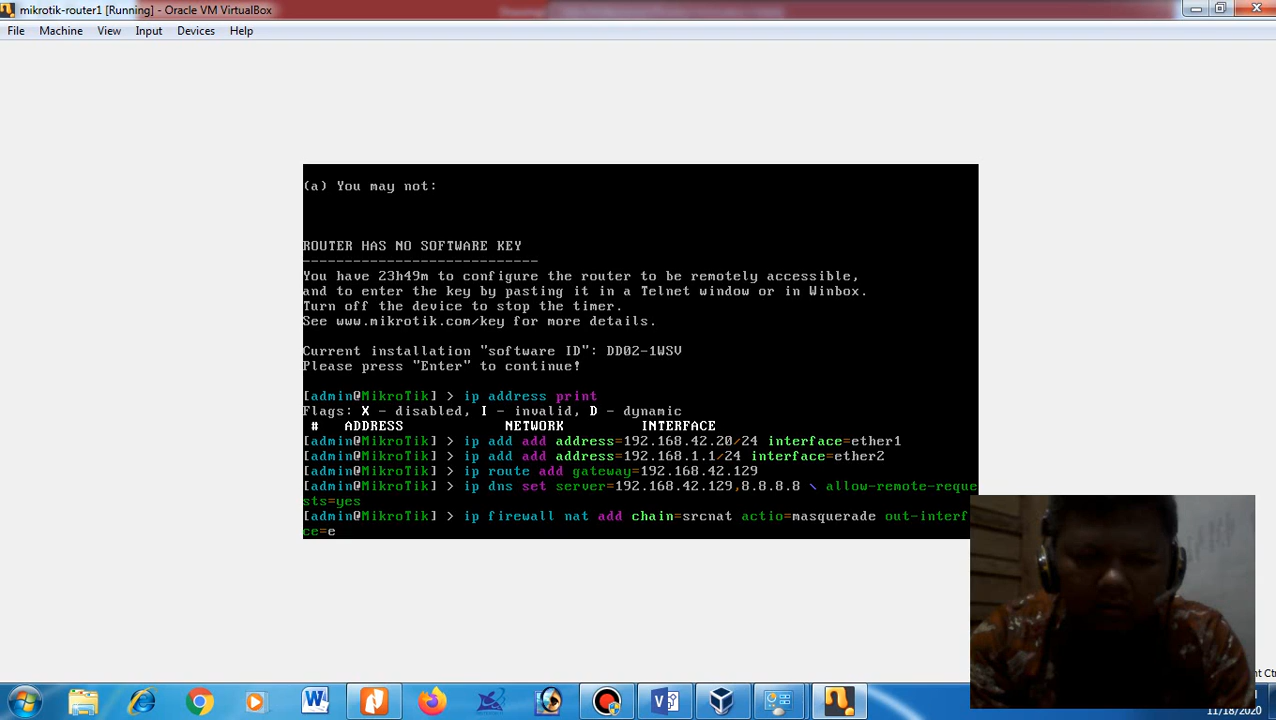 mikrotik-router1 [Running] - Oracle VM VirtualBox
File Machine View Input Devices Help
(a) You may not:
ROUTER HAS NO SOFTWARE KEY
----------------------------
You have 23h49m to configure the router to be remotely accessible,
and to enter the key by pasting it in a Telnet window or in Winbox.
Turn off the device to stop the timer.
See www.mikrotik.com/key for more details.
Current installation "software ID": DD02-1WSV
Please press "Enter" to continue!
[admin@MikroTik] > ip address print
Flags: X - disabled, I - invalid, D - dynamic
# ADDRESS NETWORK INTERFACE
[admin@MikroTik] > ip add add address=192.168.42.20/24 interface=ether1
[admin@MikroTik] > ip add add address=192.168.1.1/24 interface=ether2
[admin@MikroTik] > ip route add gateway=192.168.42.129
[admin@MikroTik] > ip dns set server=192.168.42.129,8.8.8.8 \ allow-remote-reque
sts=yes
[admin@MikroTik] > ip firewall nat add chain=srcnat actio=masquerade out-interf
ce=e
11/18/2020